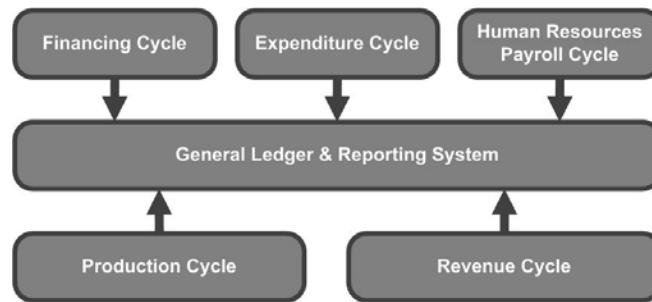 Financing Cycle
Expenditure Cycle
Human Resources
Payroll Cycle
General Ledger & Reporting System
Production Cycle
Revenue Cycle